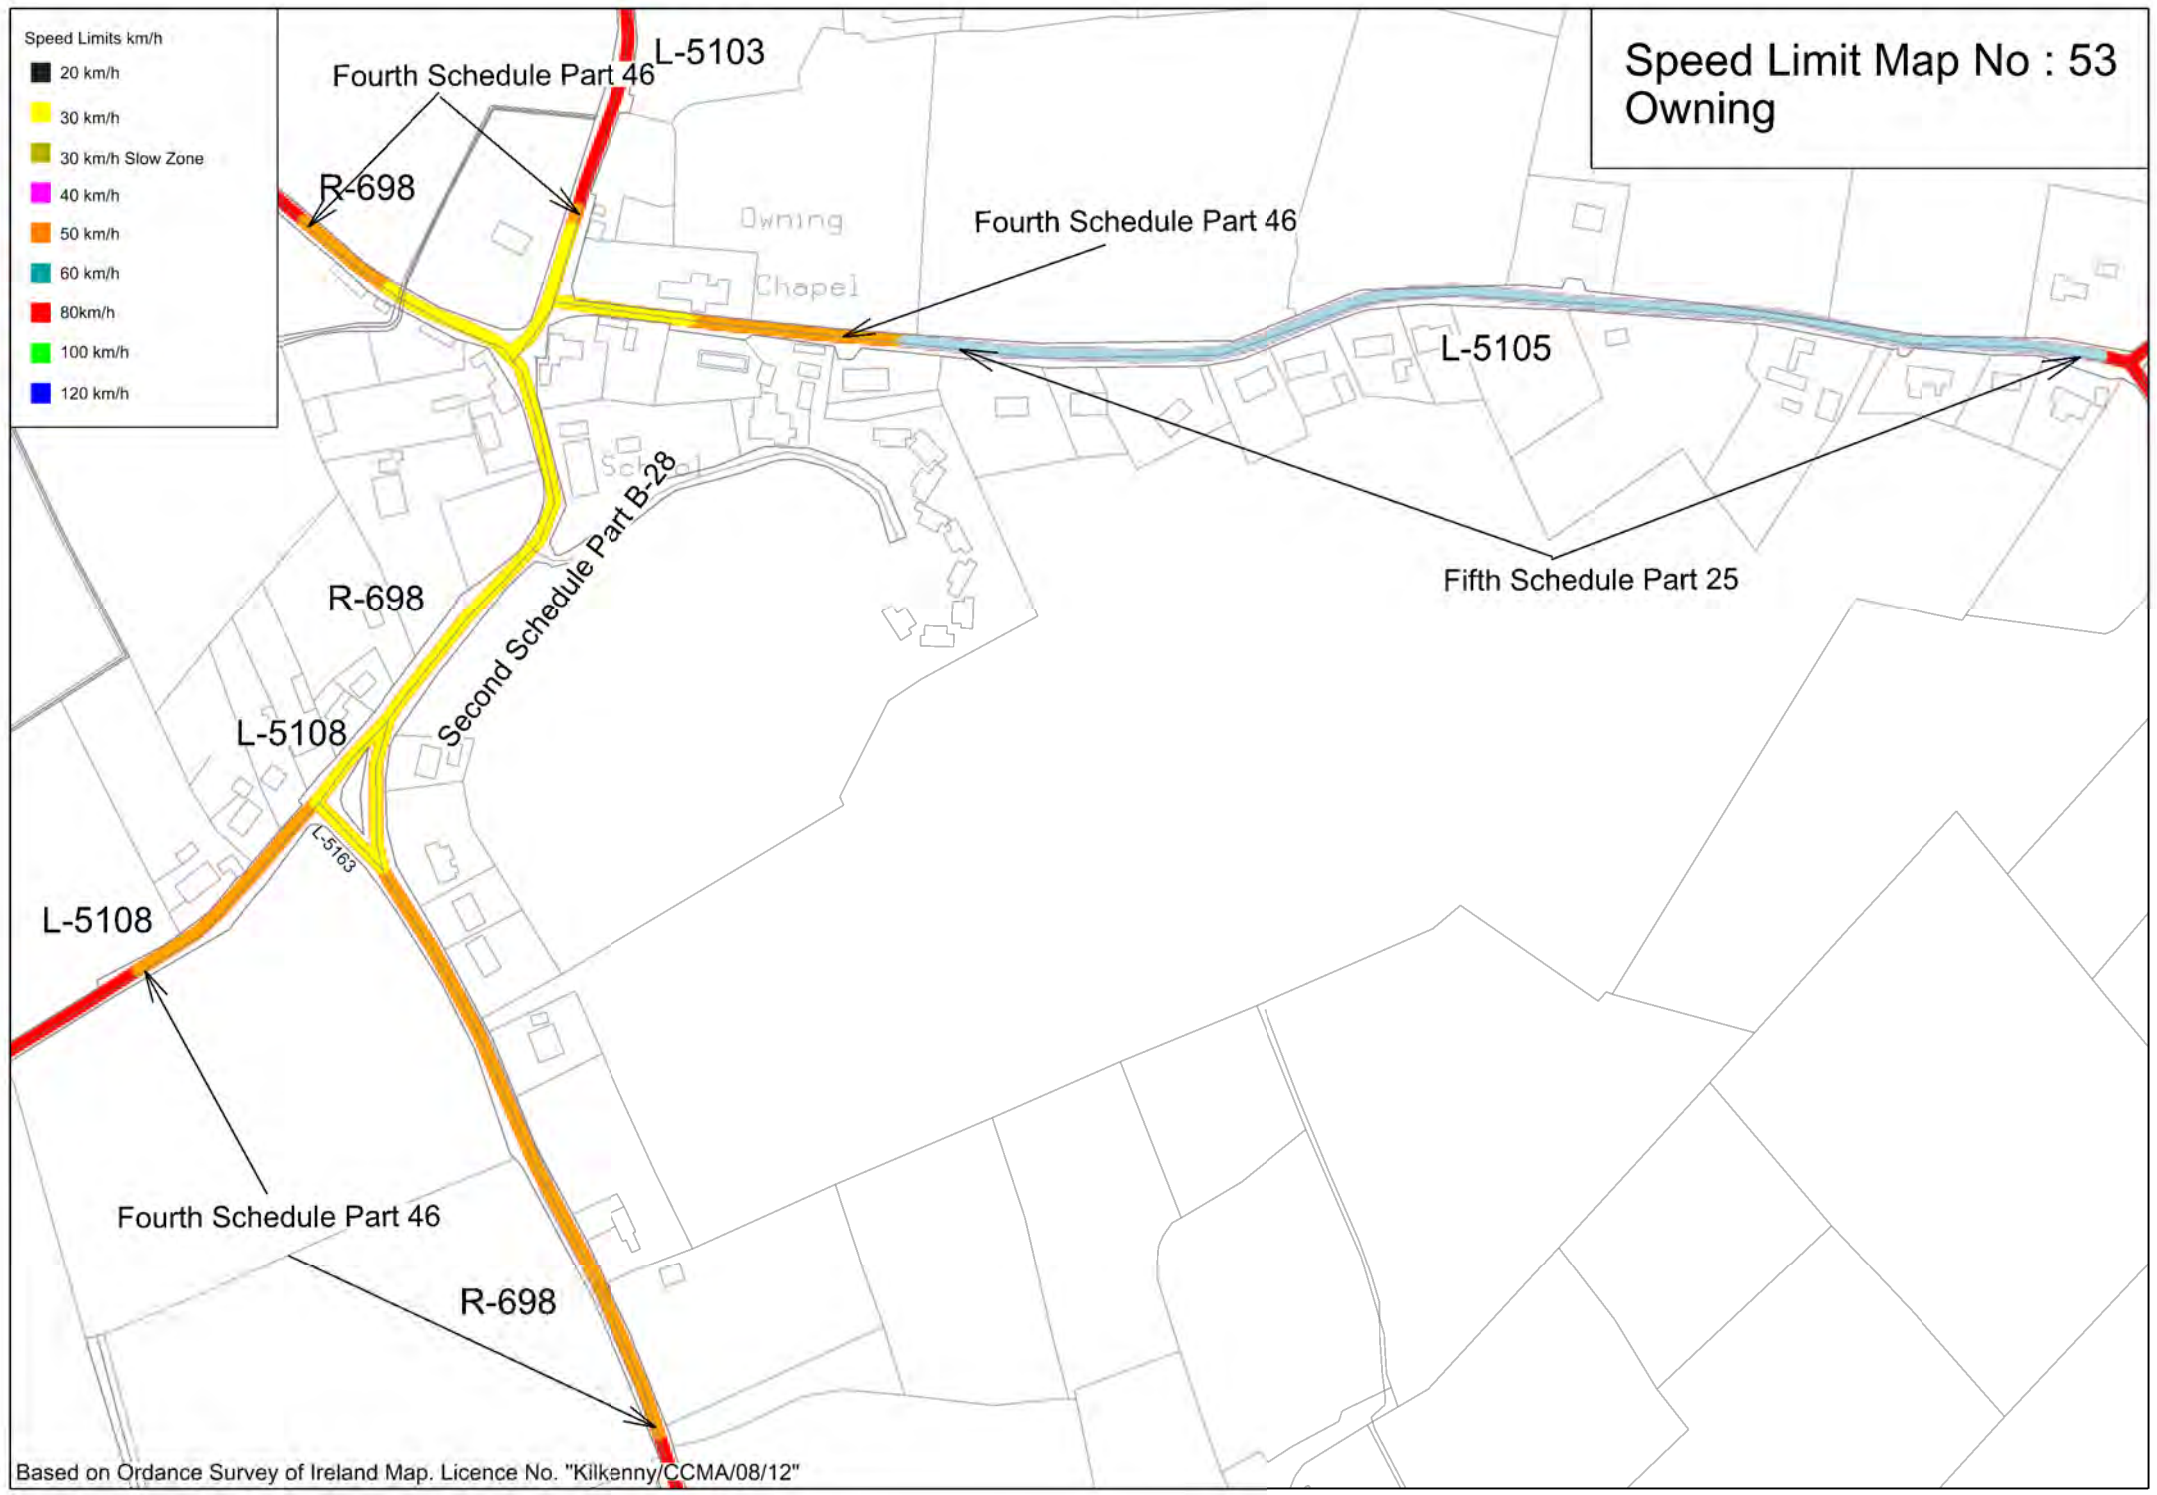 Speed Limits km/h
20 km/h
30 km/h
30 km/h Slow Zone
40 km/h
50 km/h
60 km/h
80km/h
100 km/h
120 km/h
Speed Limit Map No : 53
Owning
L-5103
Fourth Schedule Part 46
R-698
Owning
Chapel
Fourth Schedule Part 46
L-5105
School
Second Schedule Part B-28
Fifth Schedule Part 25
R-698
L-5108
L-5163
L-5108
Fourth Schedule Part 46
R-698
Based on Ordance Survey of Ireland Map. Licence No. "Kilkenny/CCMA/08/12"